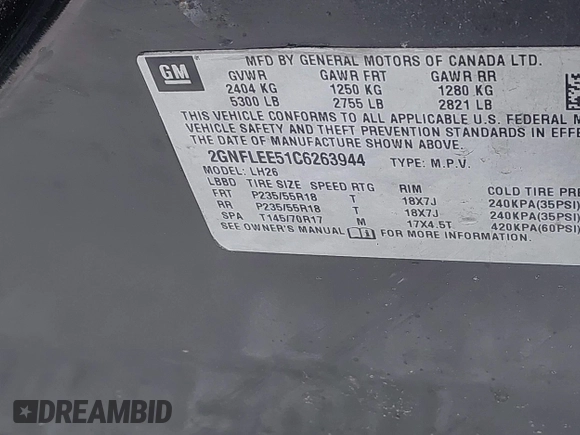 GM
MFD BY GENERAL MOTORS OF CANADA LTD.
GVWR GAWR FRT GAWR RR
2404 KG 1250 KG 1280 KG
5300 LB 2755 LB 2821 LB
THIS VEHICLE CONFORMS TO ALL APPLICABLE U.S. FEDERAL
VEHICLE SAFETY AND THEFT PREVENTION STANDARDS IN EFFECT ON
THE DATE OF MANUFACTURE SHOWN ABOVE.
2GNFLEE51C6263944 TYPE: M.P.V.
MODEL: LH26
LBBD TIRE SIZE SPEED RTG RIM COLD TIRE
FRT P235/55R18 T 18X7J 240KPA(35PSI)
RR P235/55R18 T 18X7J 240KPA(35PSI)
SPA T145/70R17 M 17X4.5T 420KPA(60PSI)
SEE OWNER'S MANUAL FOR MORE INFORMATION.
DREAMBID